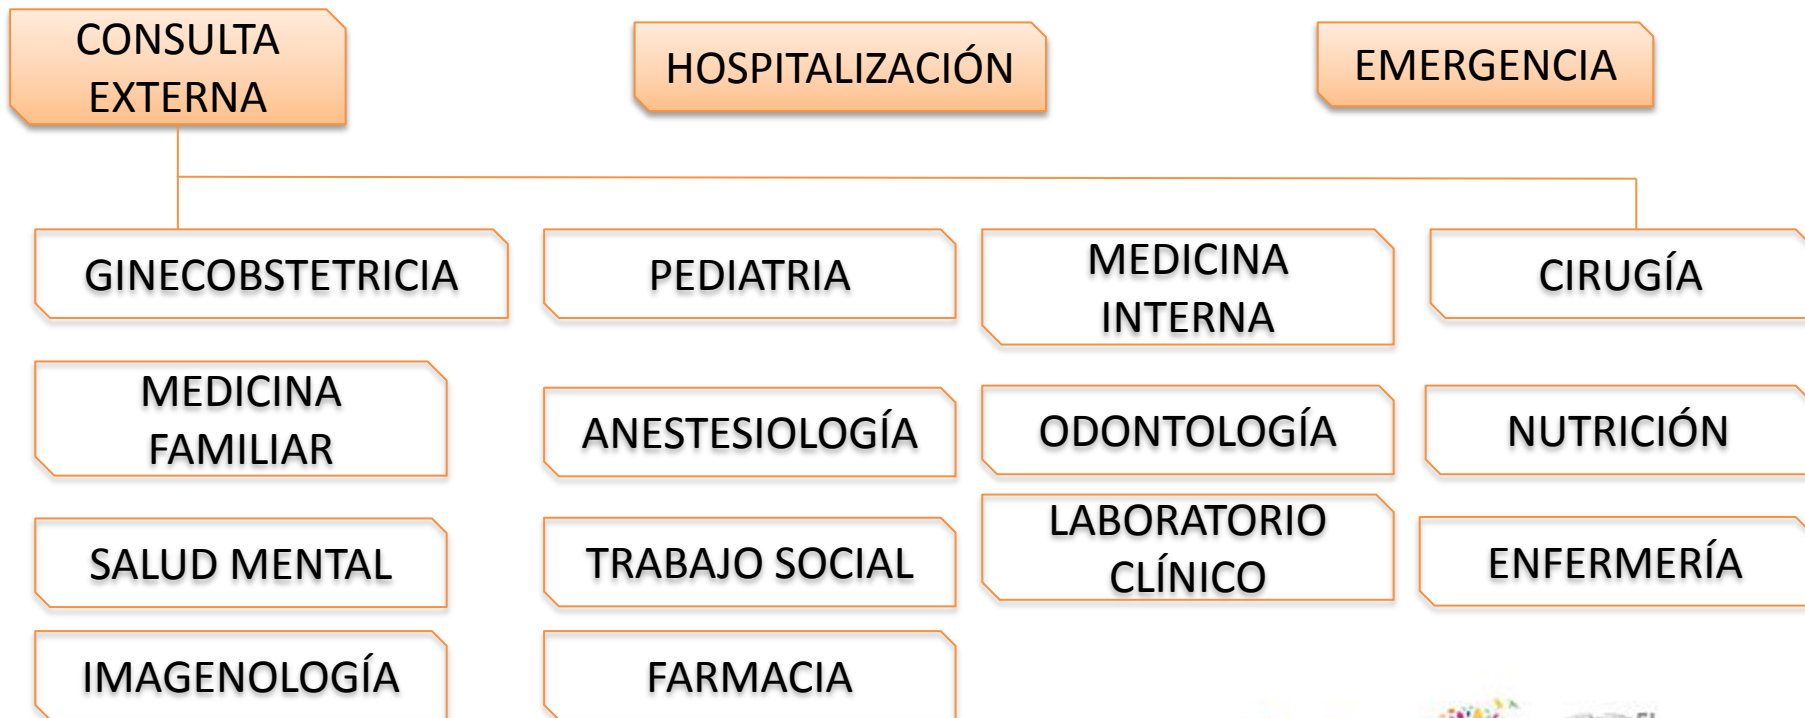 CONSULTA
EXTERNA
HOSPITALIZACIÓN
EMERGENCIA
GINECOBSTETRICIA
PEDIATRIA
MEDICINA
INTERNA
CIRUGÍA
MEDICINA
FAMILIAR
ANESTESIOLOGÍA
ODONTOLOGÍA
NUTRICIÓN
SALUD MENTAL
TRABAJO SOCIAL
LABORATORIO
CLÍNICO
ENFERMERÍA
IMAGENOLOGÍA
FARMACIA